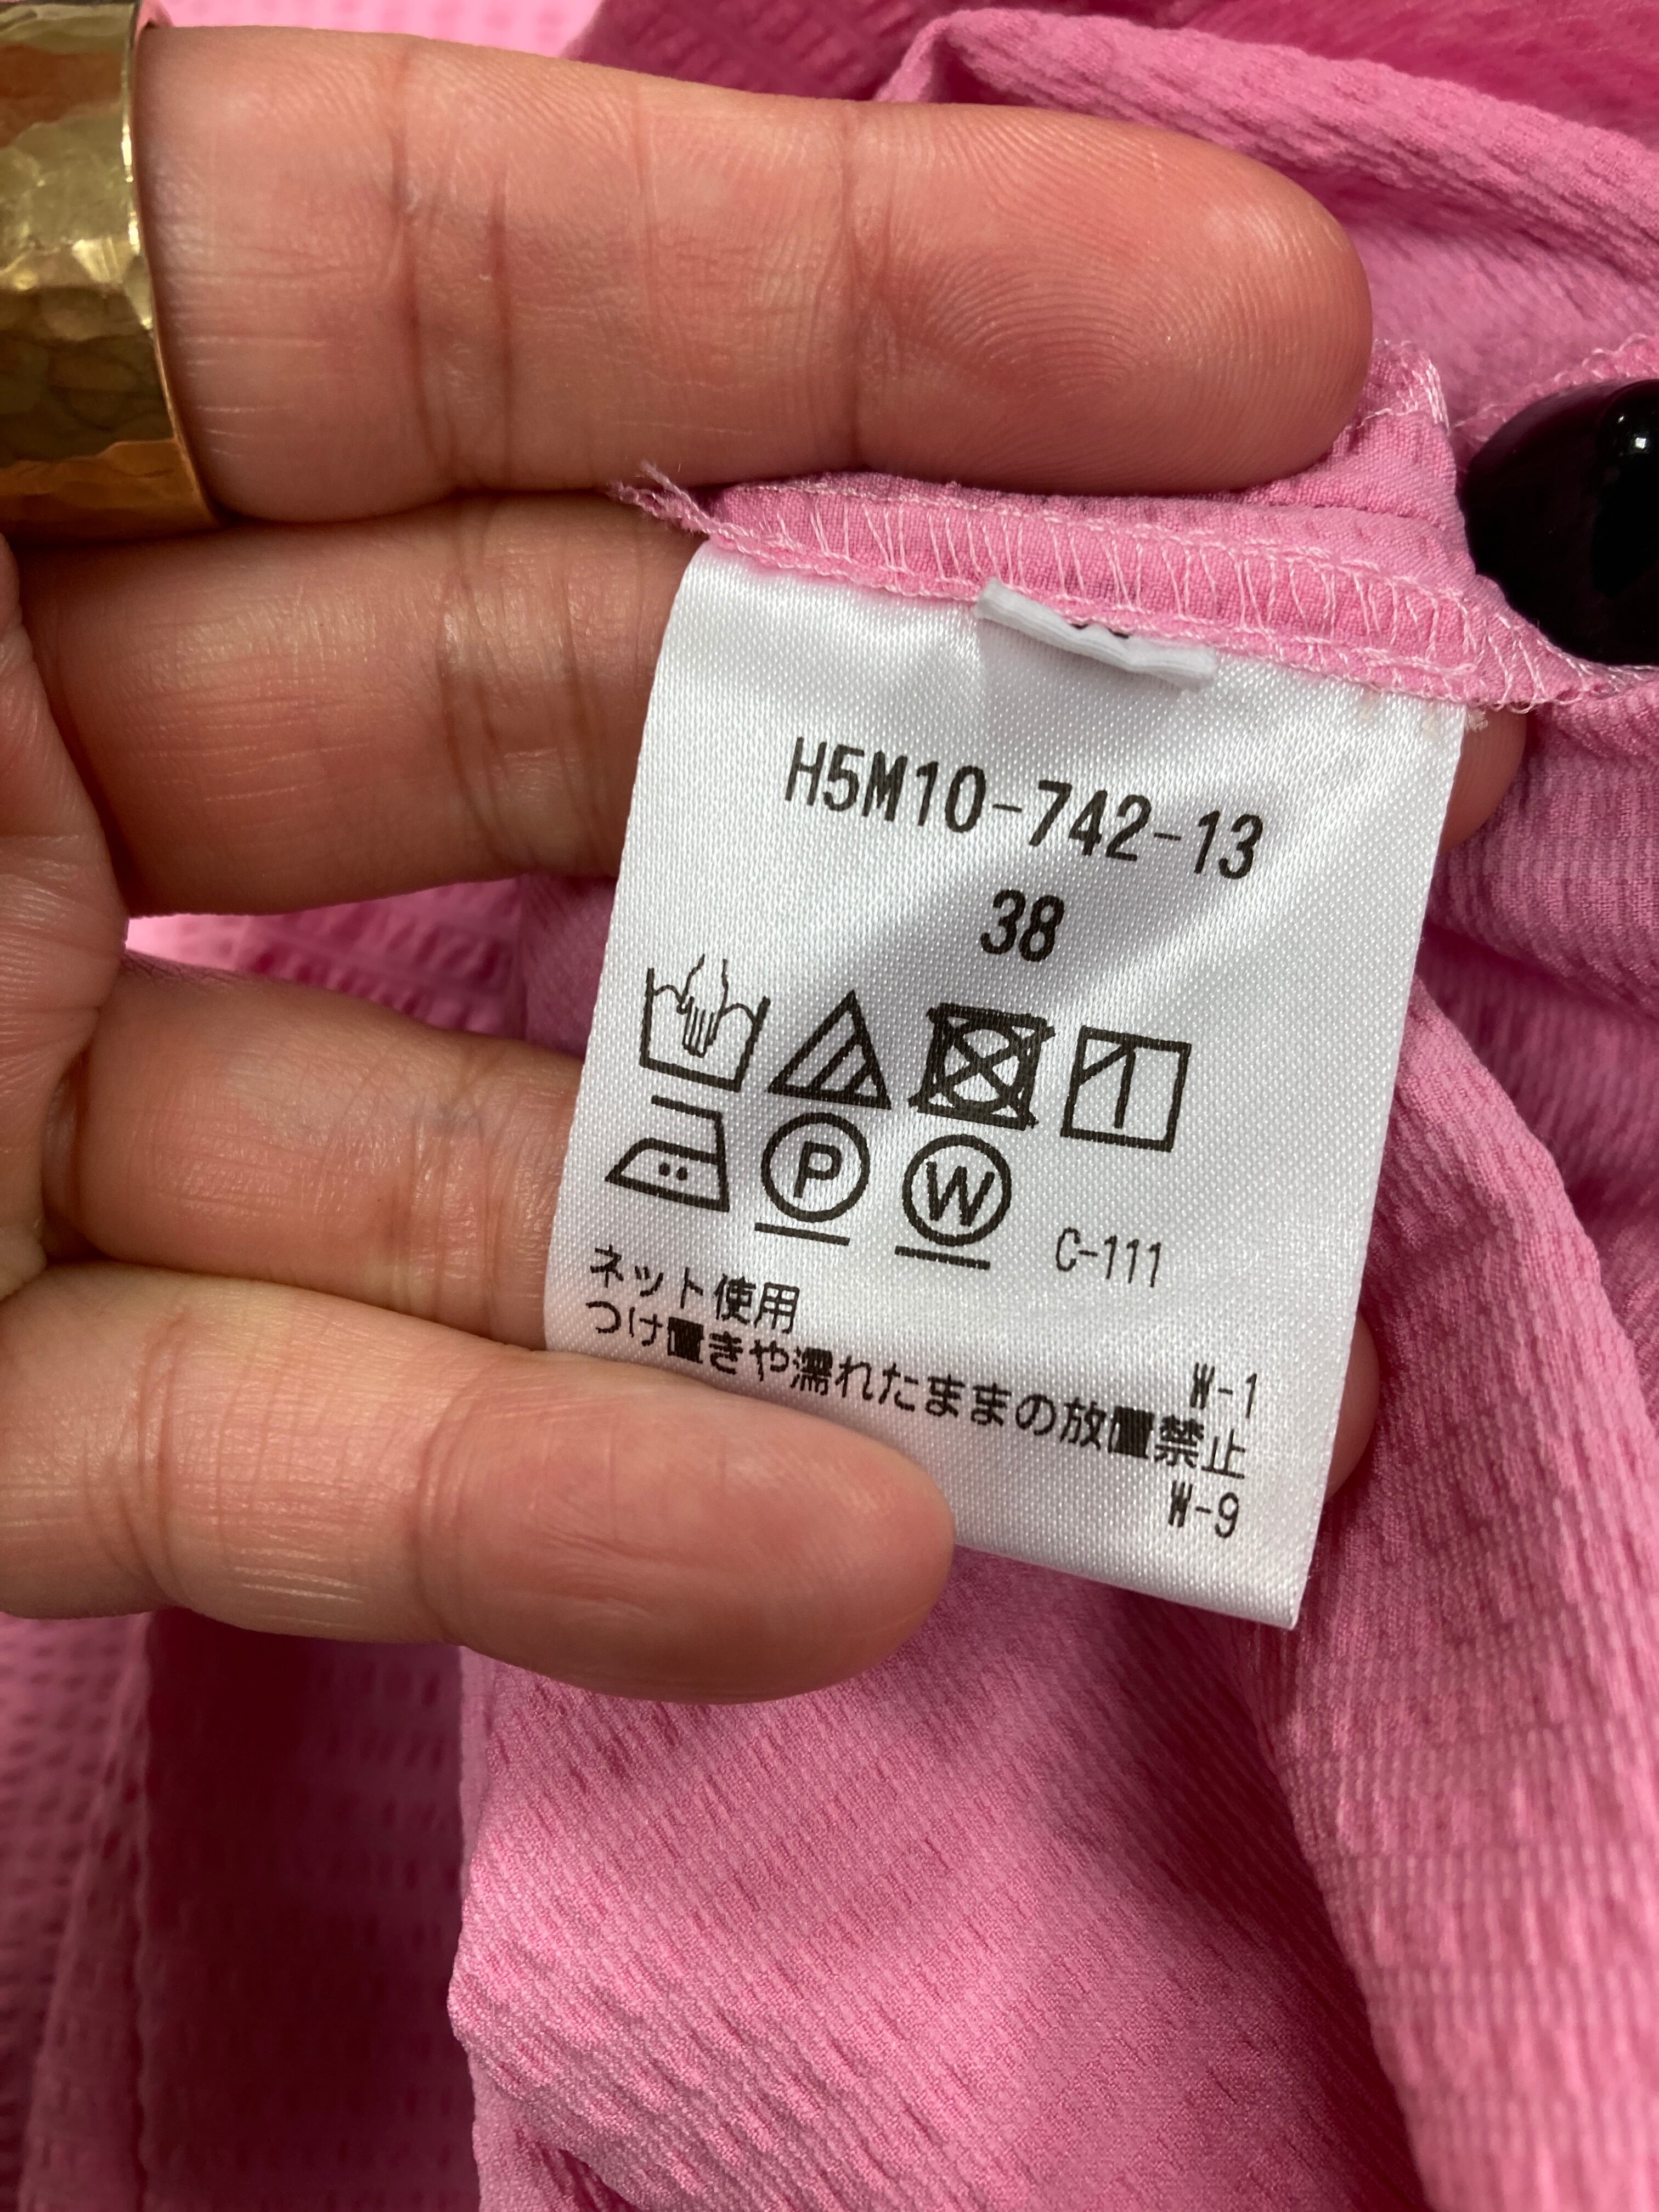 H5M10-742-13
38
P W C-111
ネット使用
W-1
つけ置きや濡れたままの放置禁止
W-9